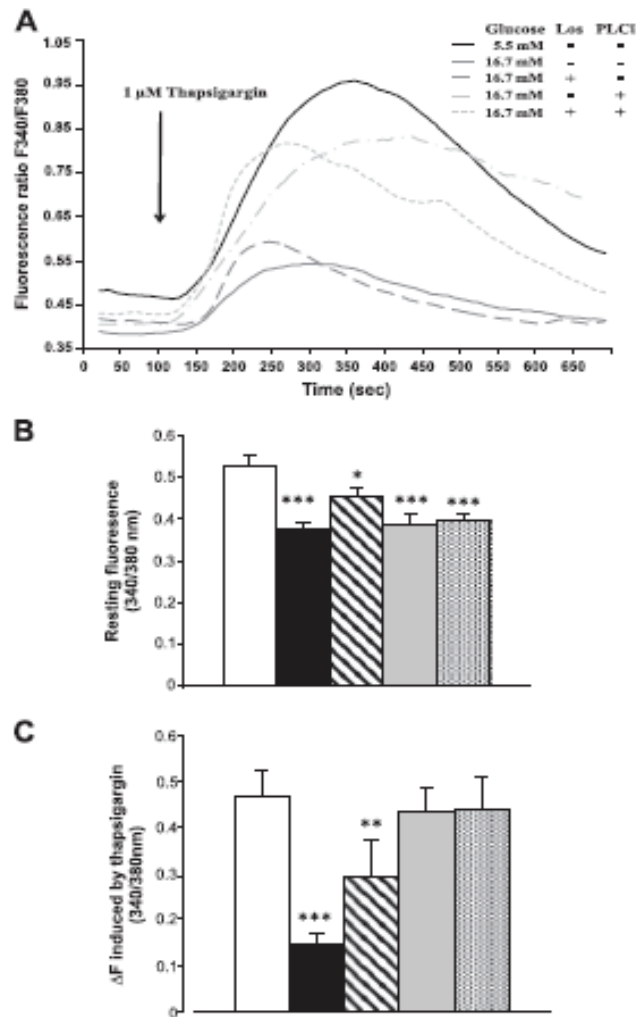 A
Glucose Los PLCi
5.5 mM - -
16.7 mM - -
16.7 mM + -
16.7 mM - +
16.7 mM + +
1 µM Thapsigargin
Fluorescence ratio F340/F380
1.05
0.95
0.85
0.75
0.65
0.55
0.45
0.35
0 50 100 150 200 250 300 350 400 450 500 550 600 650
Time (sec)
B
Resting fluoresence
(340/380 nm)
0.6
0.5
0.4
0.3
0.2
0.1
0
*** * *** ***
C
ΔF induced by thapsigargin
(340/380nm)
0.6
0.5
0.4
0.3
0.2
0.1
0
*** **